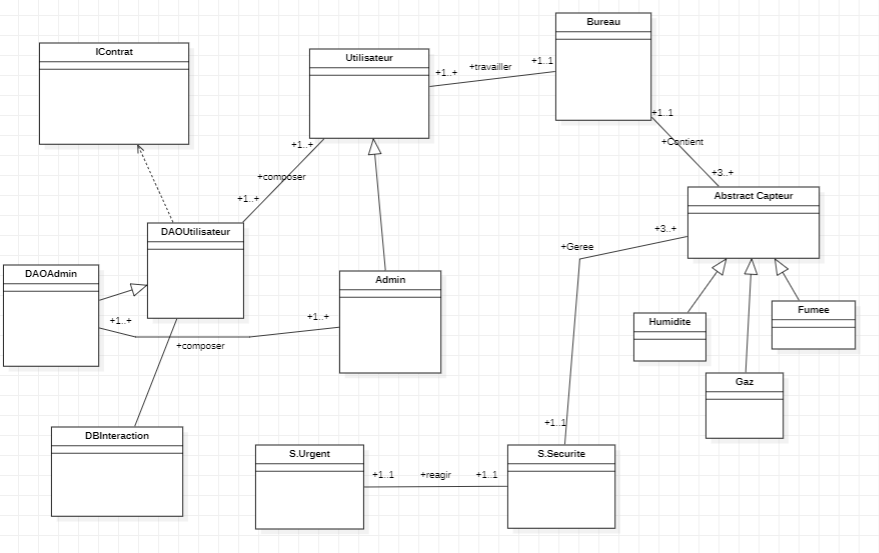 Bureau
IContrat
Utilisateur
+1..+
+travailler
+1..1
+1..1
+Contient
+3..+
+1..+
+composer
+1..+
Abstract Capteur
DAOUtilisateur
+3..+
+Geree
DAOAdmin
Admin
Humidite
Fumee
+1..+
+1..+
+composer
Gaz
+1..1
DBInteraction
S.Urgent
+1..1
+reagir
+1..1
S.Securite